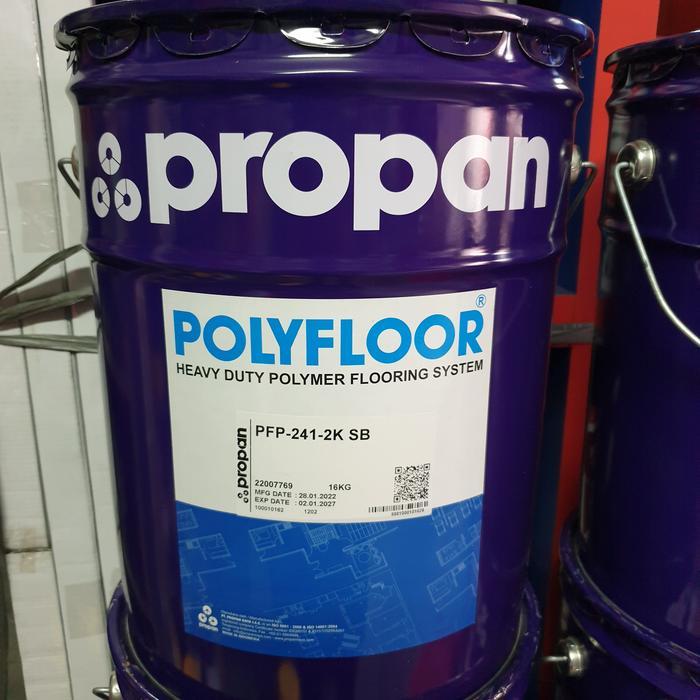 propan
POLYFLOOR®
HEAVY DUTY POLYMER FLOORING SYSTEM
propan
PFP-241-2K SB
22007769 16KG
MFG DATE : 28.01.2022
EXP DATE : 02.01.2027
100010162 1202
propan